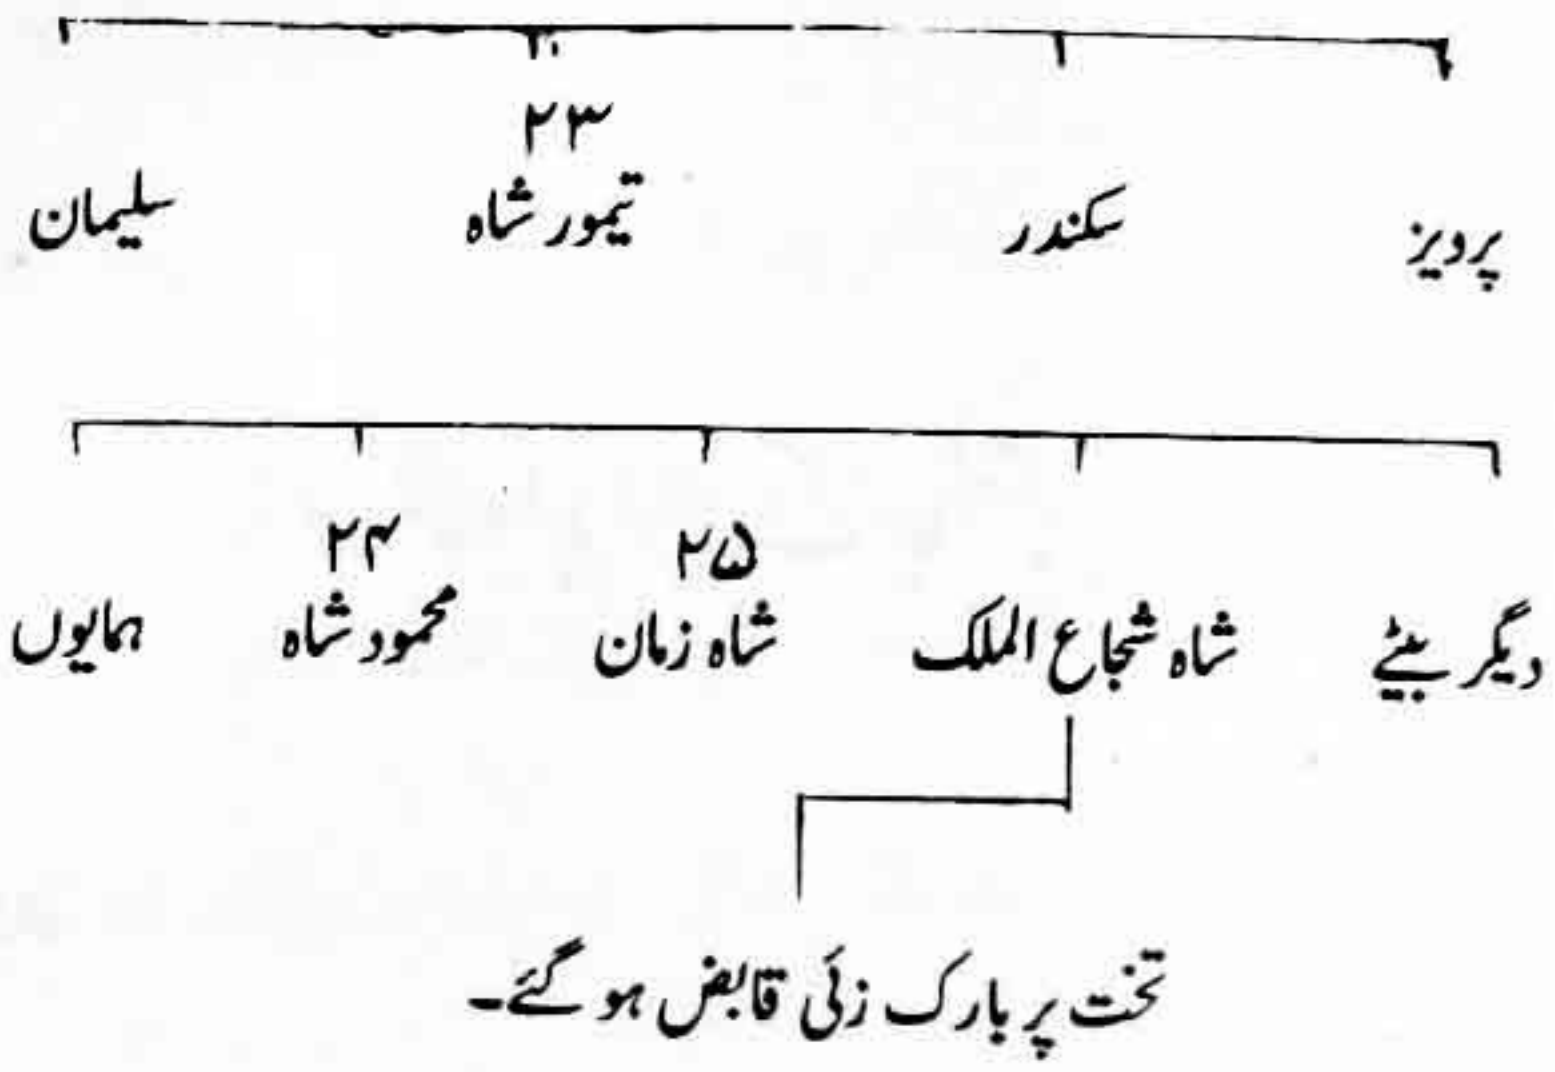 ۲۳
پرویز سکندر تیمور شاہ سلیمان
۲۵ ۲۴
دیگر بیٹے شاہ شجاع الملک شاہ زمان محمود شاہ ہمایوں
تخت پر بارک زئی قابض ہو گئے۔